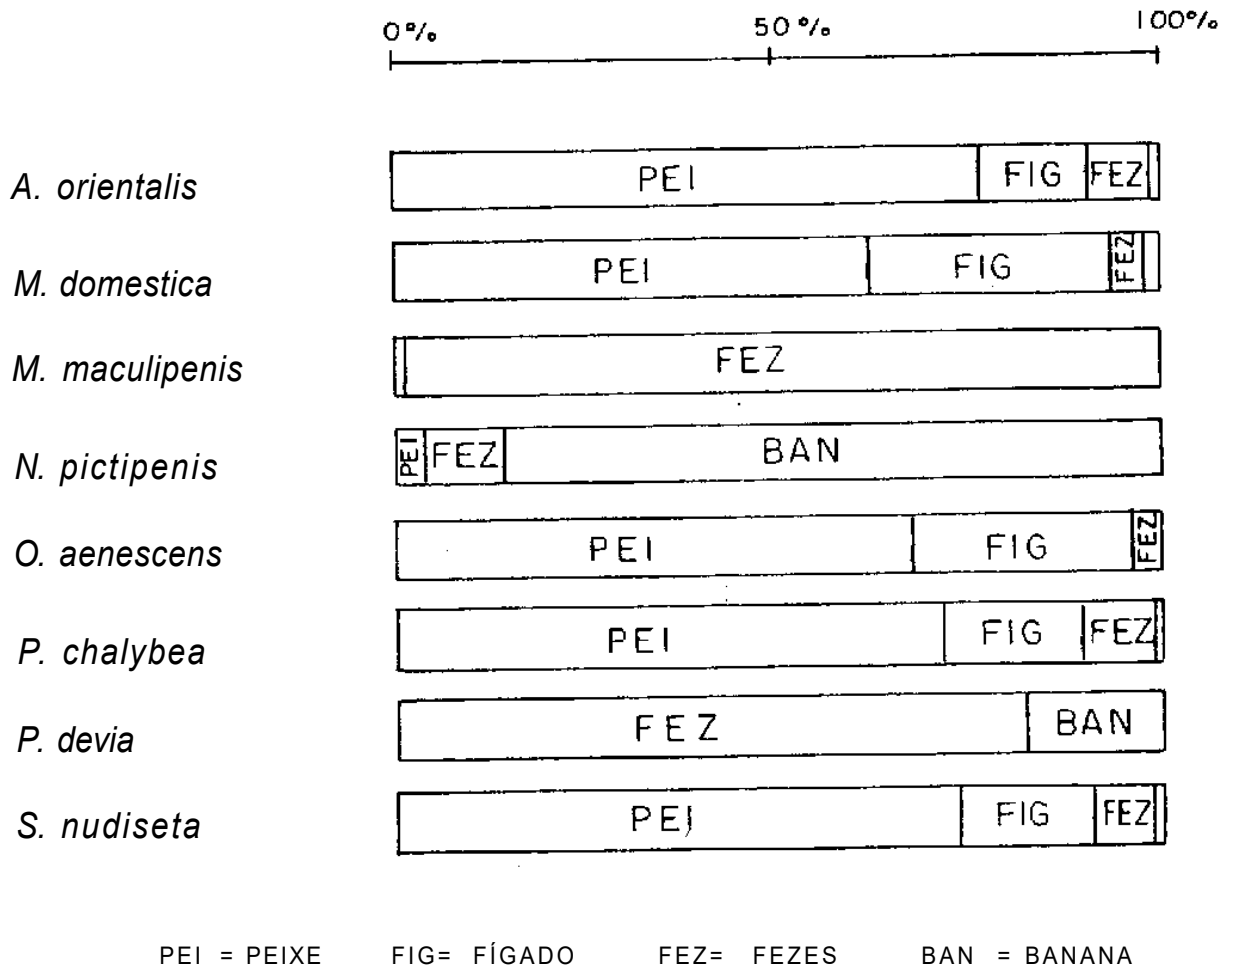 0% 50% 100%
A. orientalis PEI FIG FEZ
M. domestica PEI FIG FEZ
M. maculipenis FEZ
N. pictipenis PEI FEZ BAN
O. aenescens PEI FIG FEZ
P. chalybea PEI FIG FEZ
P. devia FEZ BAN
S. nudiseta PEI FIG FEZ
PEI = PEIXE FIG= FÍGADO FEZ= FEZES BAN = BANANA